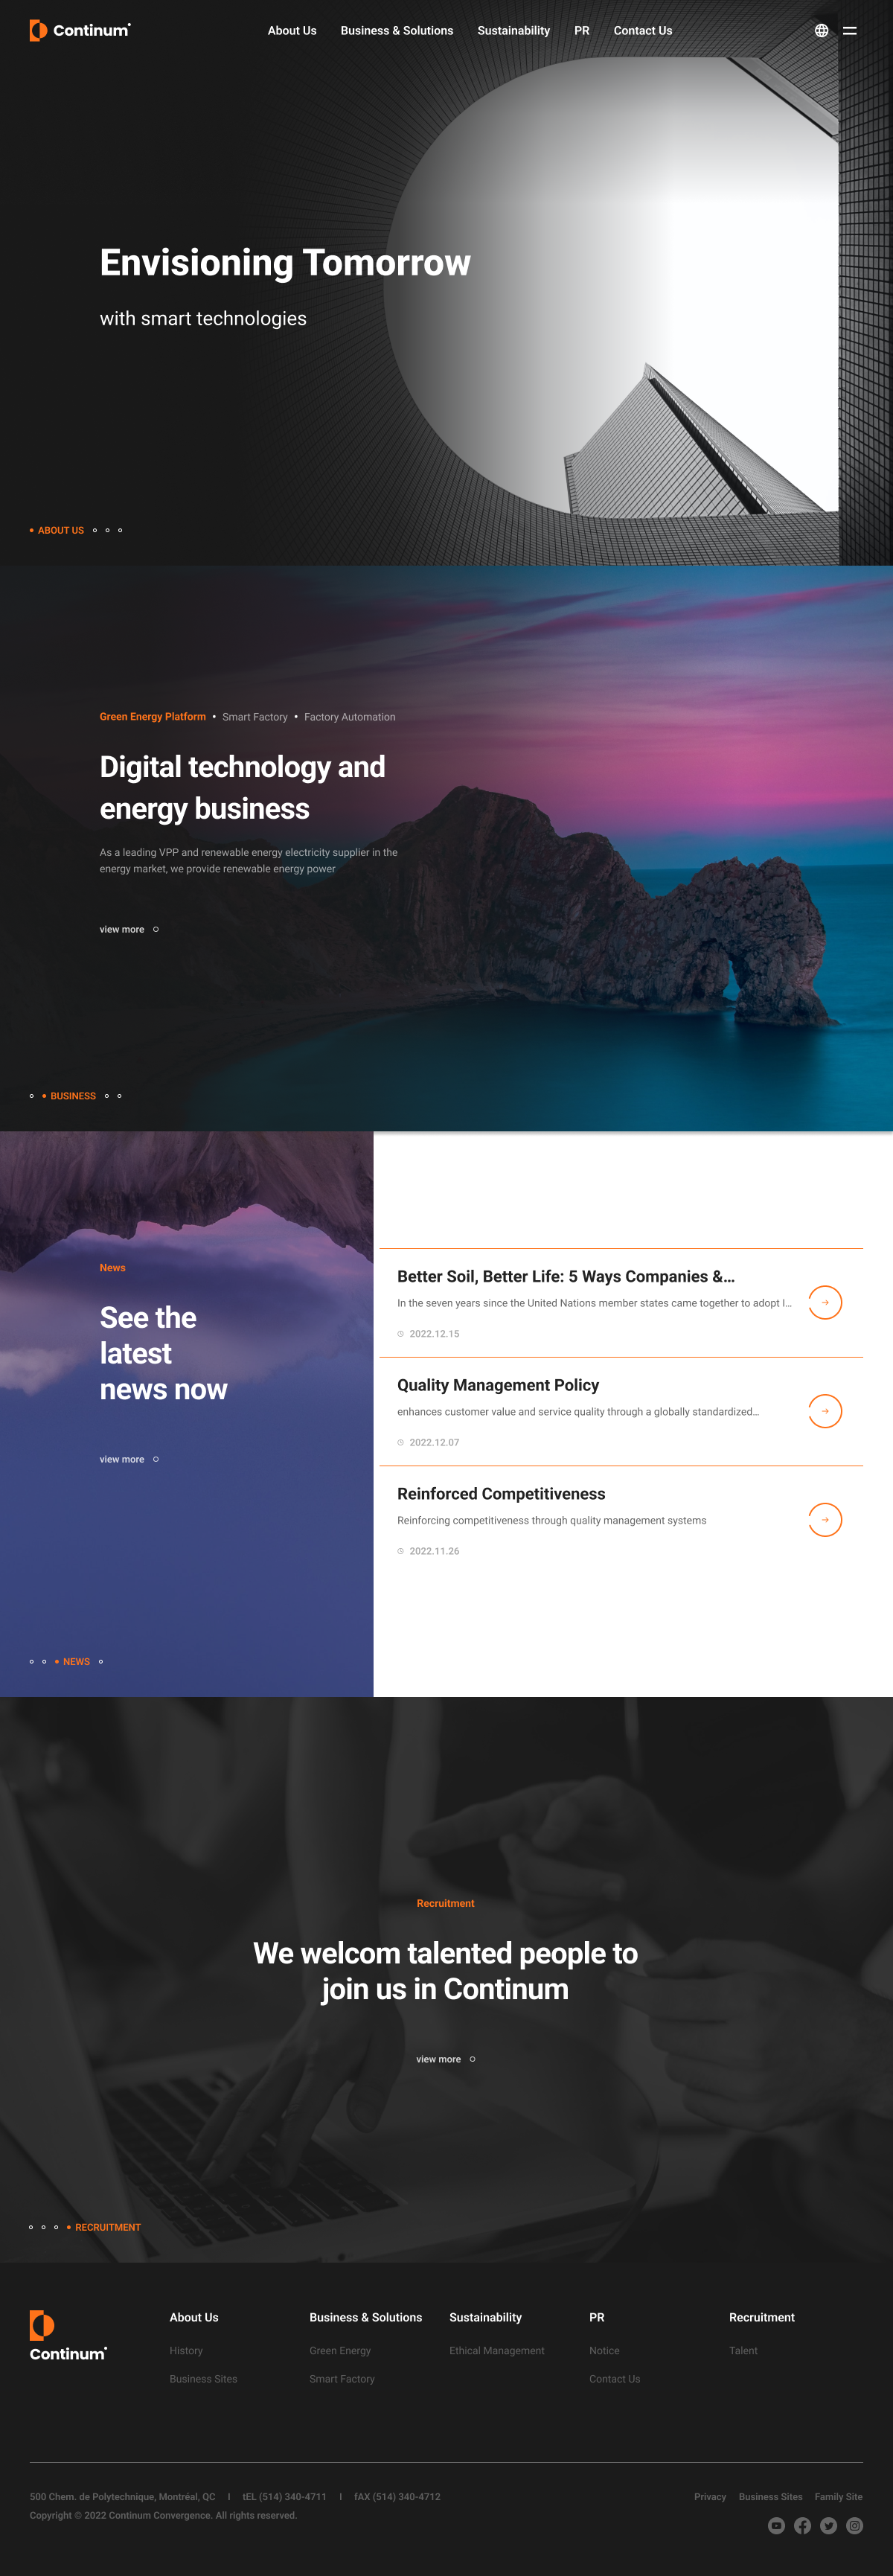 Continum
About Us
Business & Solutions
Sustainability
PR
Contact Us
Envisioning Tomorrow
with smart technologies
ABOUT US
Green Energy Platform • Smart Factory • Factory Automation
Digital technology and
energy business
As a leading VPP and renewable energy electricity supplier in the
energy market, we provide renewable energy power
view more
BUSINESS
News
See the
latest
news now
view more
NEWS
Better Soil, Better Life: 5 Ways Companies &...
In the seven years since the United Nations member states came together to adopt l...
2022.12.15
Quality Management Policy
enhances customer value and service quality through a globally standardized...
2022.12.07
Reinforced Competitiveness
Reinforcing competitiveness through quality management systems
2022.11.26
Recruitment
We welcom talented people to
join us in Continum
view more
RECRUITMENT
Continum
About Us
History
Business Sites
Business & Solutions
Green Energy
Smart Factory
Sustainability
Ethical Management
PR
Notice
Contact Us
Recruitment
Talent
500 Chem. de Polytechnique, Montréal, QC | tEL (514) 340-4711 | fAX (514) 340-4712
Copyright © 2022 Continum Convergence. All rights reserved.
Privacy Business Sites Family Site